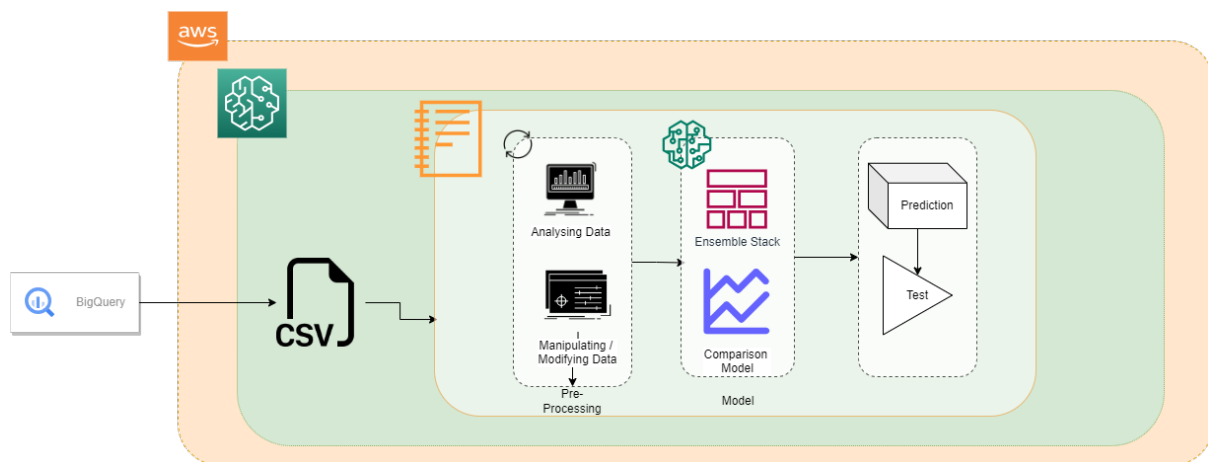 aws
BigQuery
CSV
Analysing Data
Manipulating /
Modifying Data
Pre-
Processing
Ensemble Stack
Comparison
Model
Model
Prediction
Test